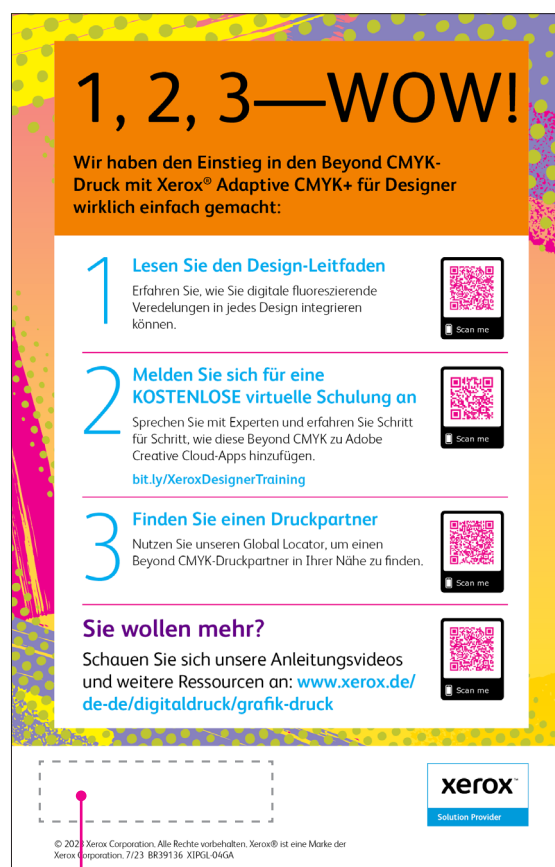 1, 2, 3—WOW!
Wir haben den Einstieg in den Beyond CMYK-
Druck mit Xerox® Adaptive CMYK+ für Designer
wirklich einfach gemacht:
1
Lesen Sie den Design-Leitfaden
Erfahren Sie, wie Sie digitale fluoreszierende
Veredelungen in jedes Design integrieren
können.
Scan me
2
Melden Sie sich für eine
KOSTENLOSE virtuelle Schulung an
Sprechen Sie mit Experten und erfahren Sie Schritt
für Schritt, wie diese Beyond CMYK zu Adobe
Creative Cloud-Apps hinzufügen.
bit.ly/XeroxDesignerTraining
Scan me
3
Finden Sie einen Druckpartner
Nutzen Sie unseren Global Locator, um einen
Beyond CMYK-Druckpartner in Ihrer Nähe zu finden.
Scan me
Sie wollen mehr?
Schauen Sie sich unsere Anleitungsvideos
und weitere Ressourcen an: www.xerox.de/
de-de/digitaldruck/grafik-druck
Scan me
xerox™
Solution Provider
© 2023 Xerox Corporation. Alle Rechte vorbehalten. Xerox® ist eine Marke der
Xerox Corporation. 7/23 BR39136 XIPGL-04GA